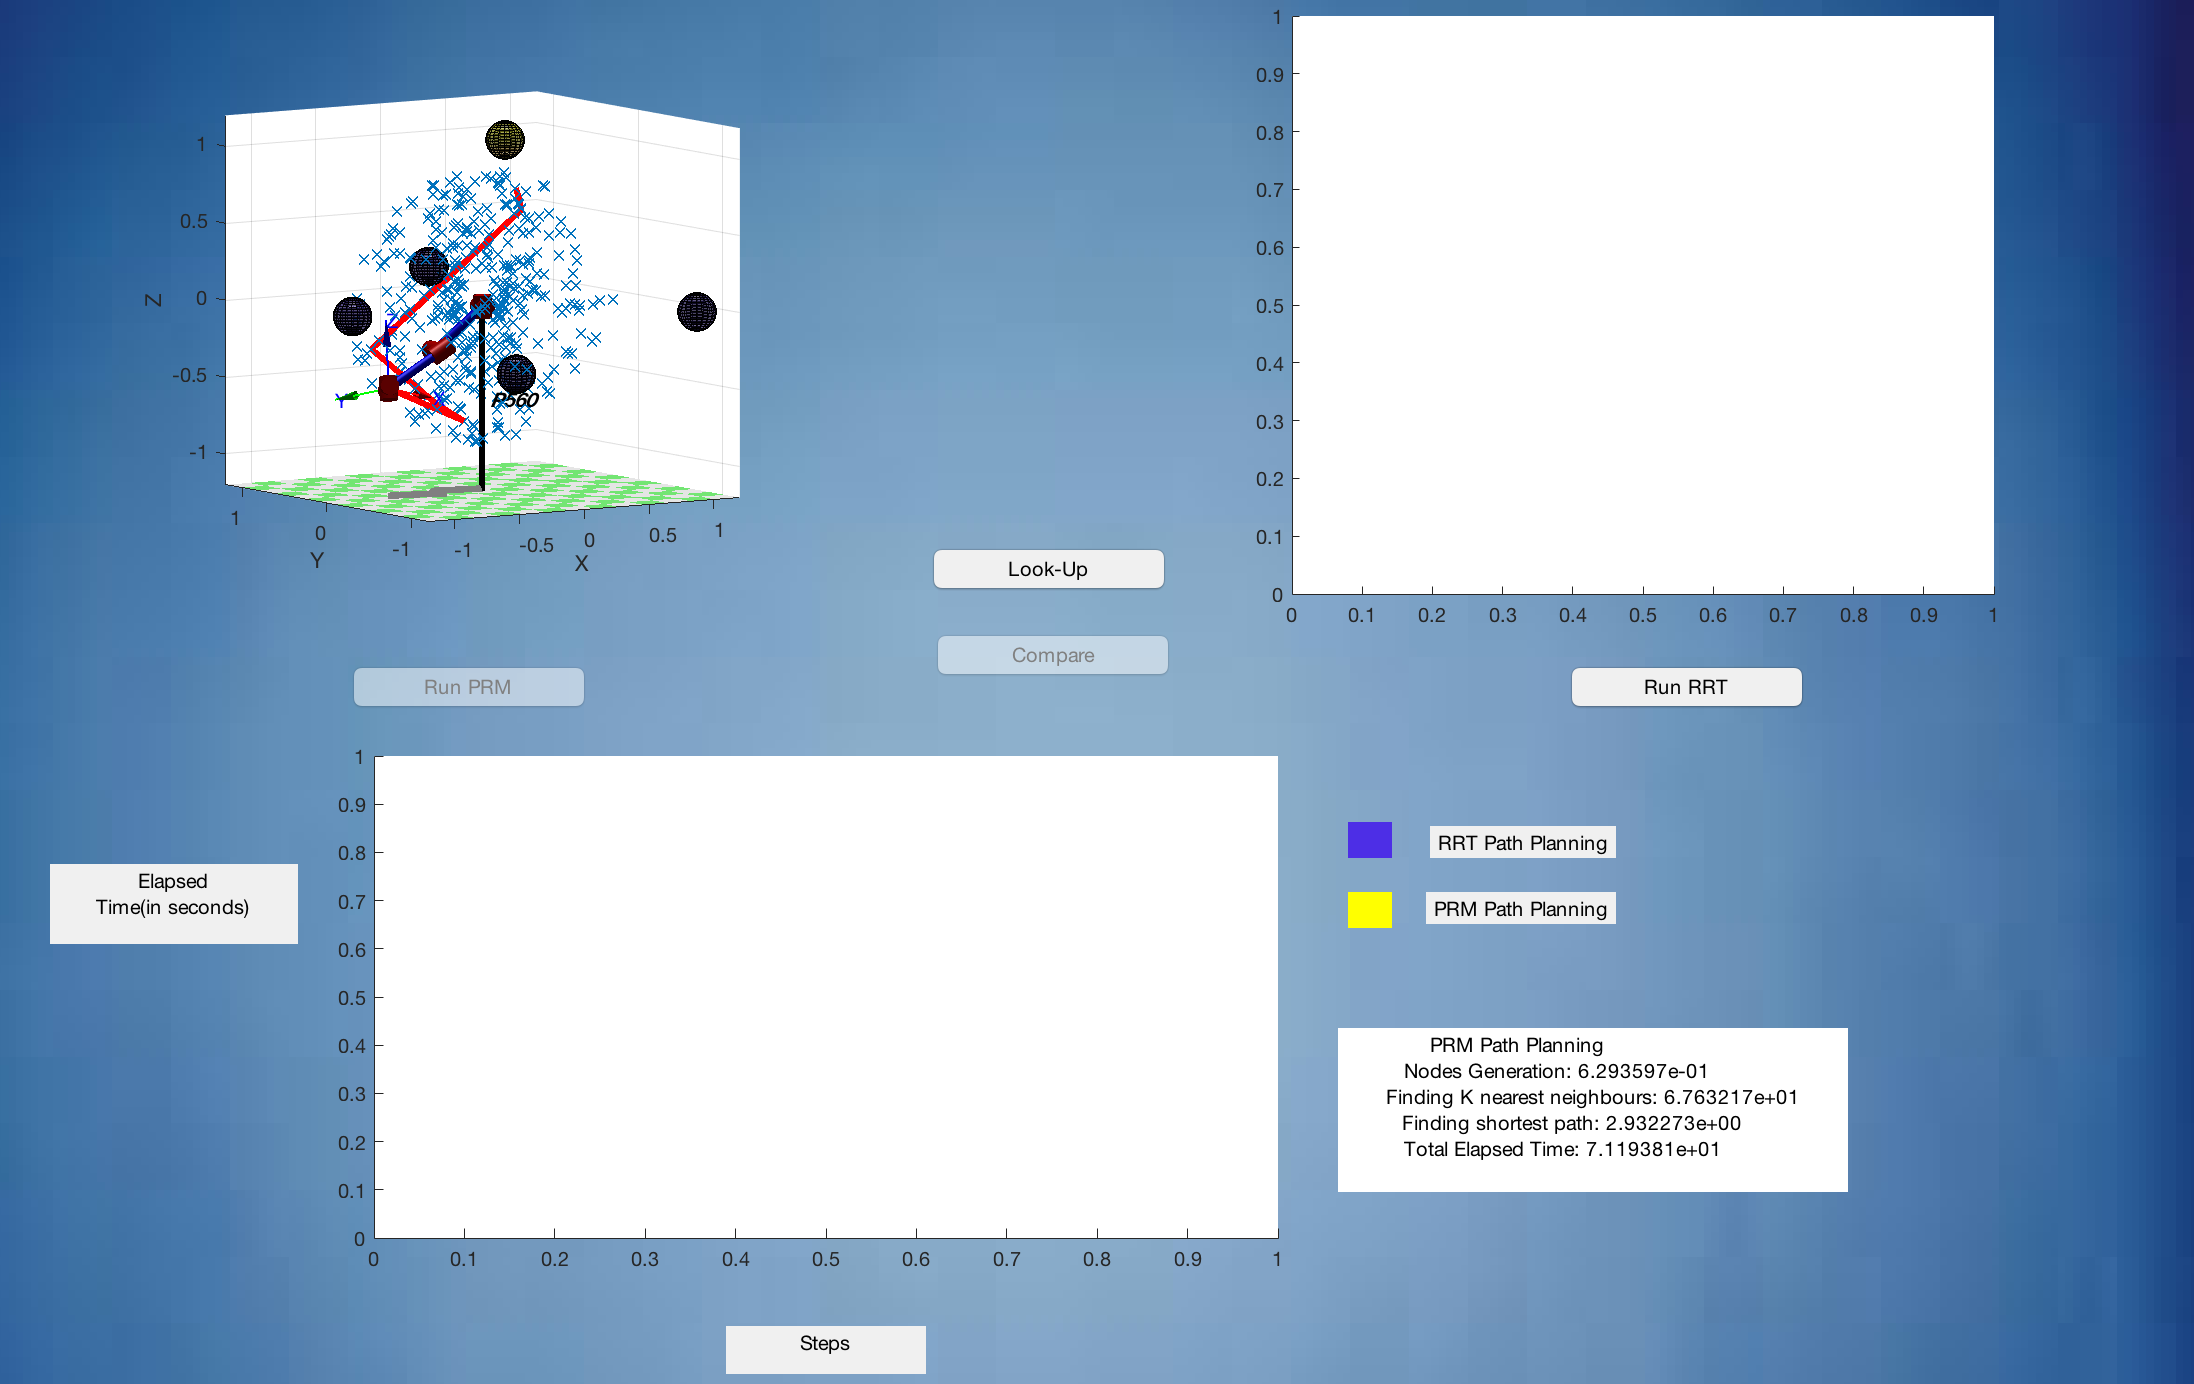 1
0.5
0
-0.5
-1
Z
P560
1
0
-1
Y
-1
-0.5
0
0.5
1
X
1
0.9
0.8
0.7
0.6
0.5
0.4
0.3
0.2
0.1
0
0 0.1 0.2 0.3 0.4 0.5 0.6 0.7 0.8 0.9 1
Look-Up
Compare
Run PRM
Run RRT
Elapsed
Time(in seconds)
1
0.9
0.8
0.7
0.6
0.5
0.4
0.3
0.2
0.1
0
0 0.1 0.2 0.3 0.4 0.5 0.6 0.7 0.8 0.9 1
Steps
RRT Path Planning
PRM Path Planning
PRM Path Planning
Nodes Generation: 6.293597e-01
Finding K nearest neighbours: 6.763217e+01
Finding shortest path: 2.932273e+00
Total Elapsed Time: 7.119381e+01